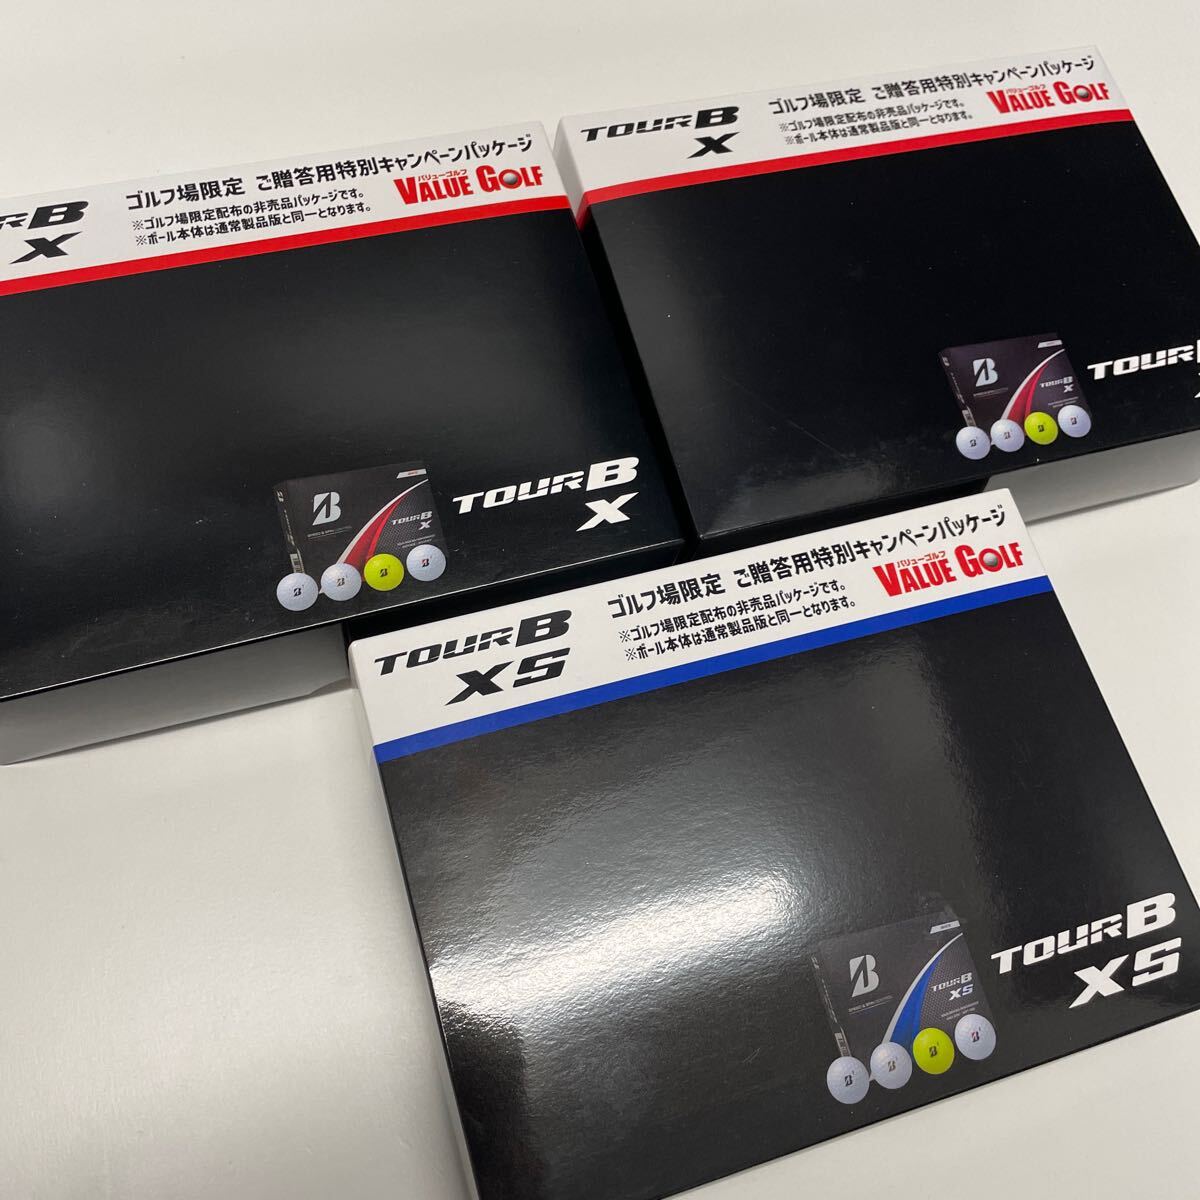 URB
X
ゴルフ場限定 ご贈答用特別キャンペーンパッケージ
※ゴルフ場限定配布の非売品パッケージです。
※ボール本体は通常製品版と同一となります。
バリューゴルフ
VALUE GOLF
B
TOURB
X
TOURB
X
TOURB
X
ゴルフ場限定 ご贈答用特別キャンペーンパッケージ
※ゴルフ場限定配布の非売品パッケージです。
※ボール本体は通常製品版と同一となります。
バリューゴルフ
VALUE GOLF
B
TOURB
X
TOURB
TOURB
XS
ゴルフ場限定 ご贈答用特別キャンペーンパッケージ
※ゴルフ場限定配布の非売品パッケージです。
※ボール本体は通常製品版と同一となります。
バリューゴルフ
VALUE GOLF
B
TOURB
XS
TOURB
XS